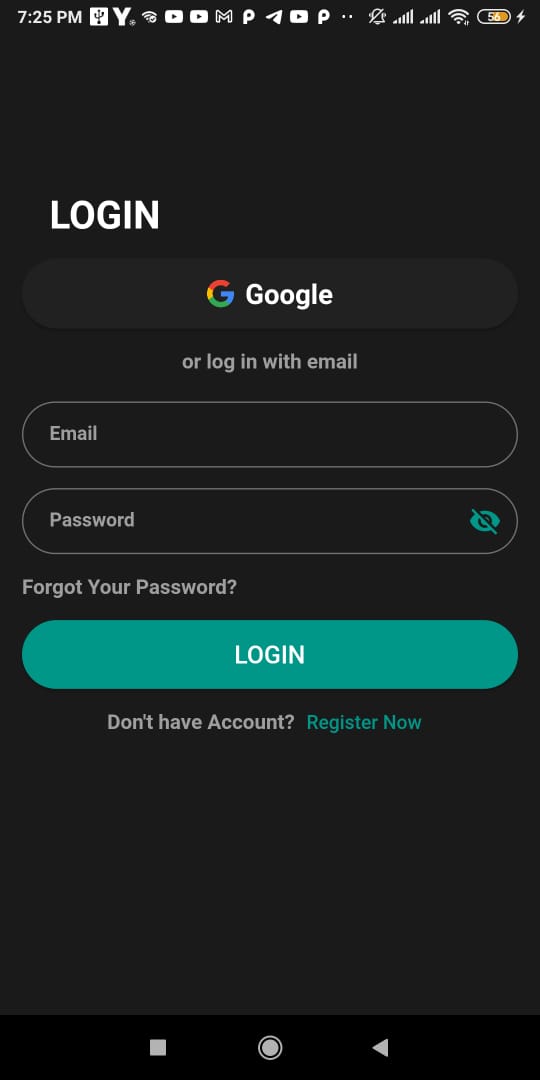 7:25 PM
56
LOGIN
Google
or log in with email
Email
Password
Forgot Your Password?
LOGIN
Don't have Account? Register Now